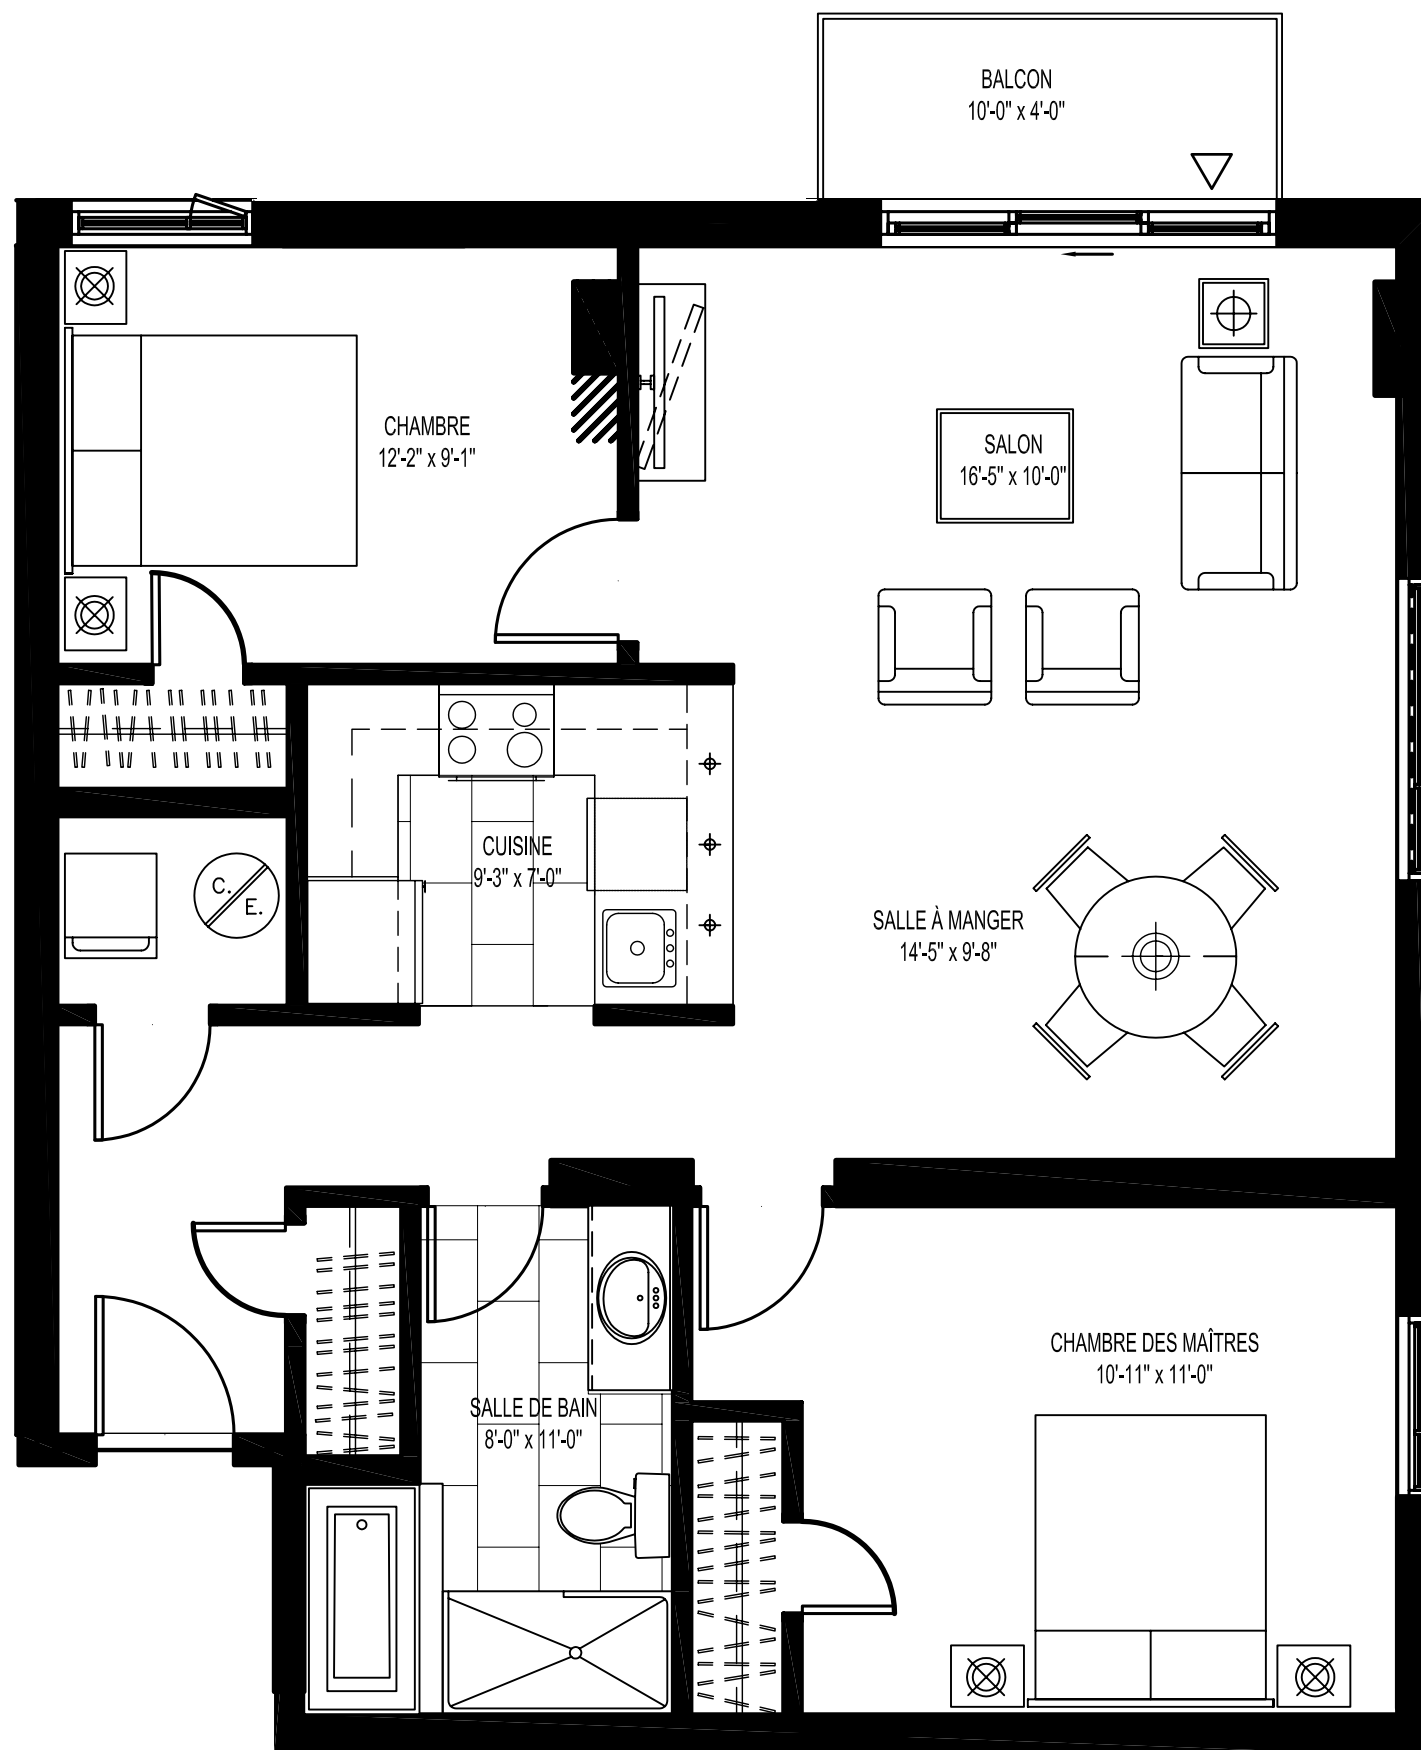 BALCON
10'-0" x 4'-0"
CHAMBRE
12'-2" x 9'-1"
SALON
16'-5" x 10'-0"
CUISINE
9'-3" x 7'-0"
C.
E.
SALLE À MANGER
14'-5" x 9'-8"
CHAMBRE DES MAÎTRES
10'-11" x 11'-0"
SALLE DE BAIN
8'-0" x 11'-0"